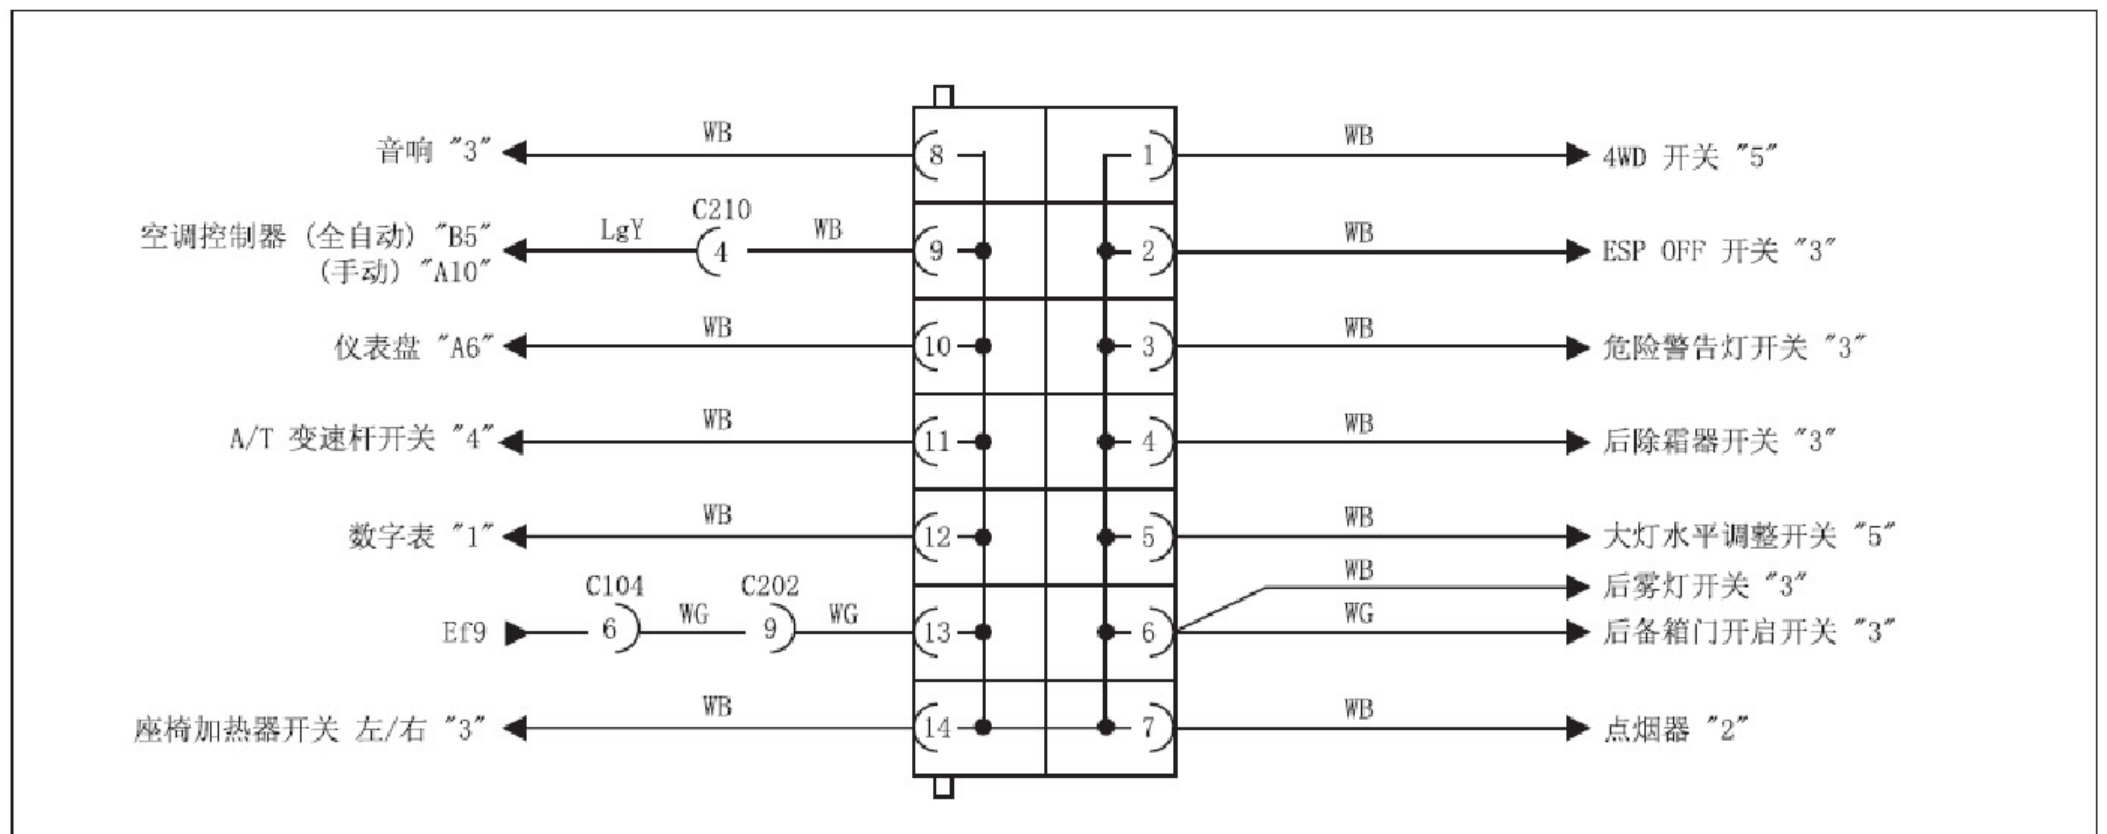 WB
音响 "3"
8
1
WB
4WD 开关 "5"
C210
空调控制器 (全自动) "B5"
(手动) "A10"
LgY
4
WB
9
2
WB
ESP OFF 开关 "3"
仪表盘 "A6"
WB
10
3
WB
危险警告灯开关 "3"
A/T 变速杆开关 "4"
WB
11
4
WB
后除霜器开关 "3"
数字表 "1"
WB
12
5
WB
大灯水平调整开关 "5"
WB
后雾灯开关 "3"
C104
C202
Ef9
6
WG
9
WG
13
6
WG
后备箱门开启开关 "3"
座椅加热器开关 左/右 "3"
WB
14
7
WB
点烟器 "2"